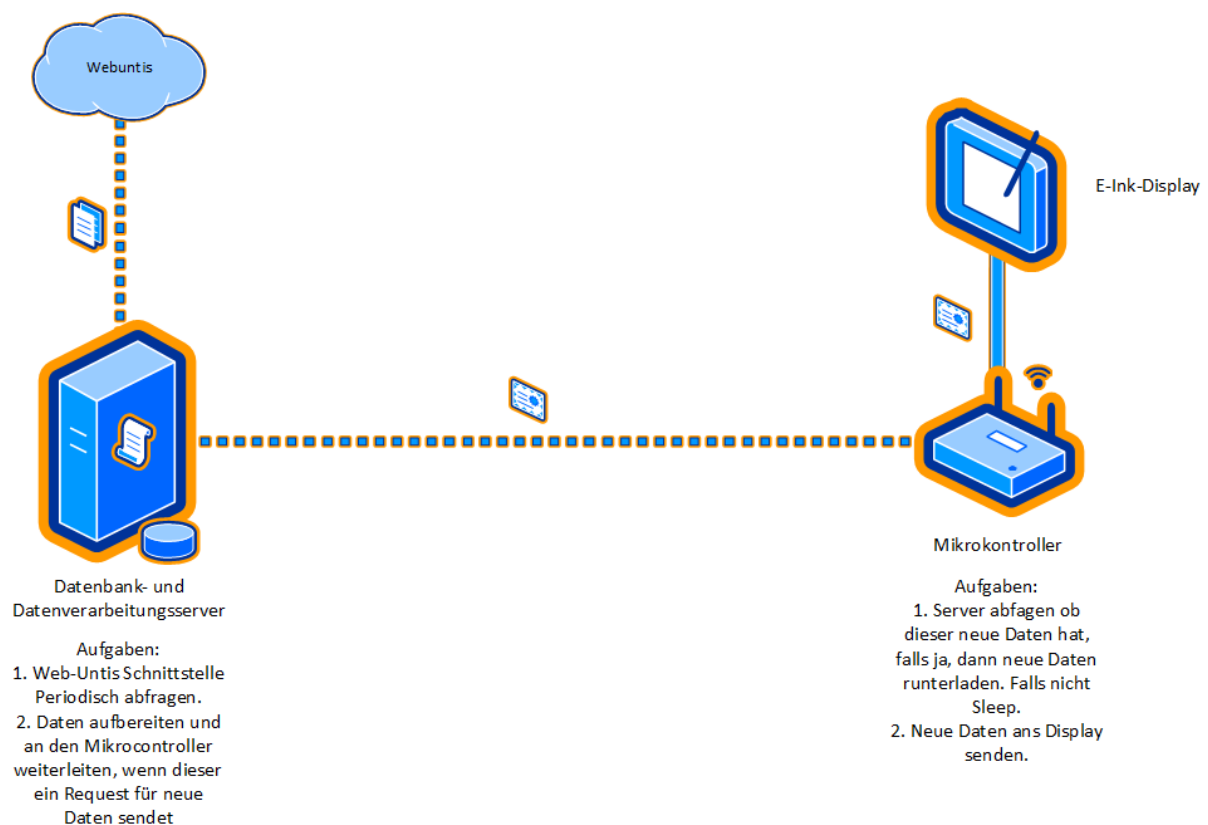 Webuntis
E-Ink-Display
Datenbank- und
Datenverarbeitungsserver
Aufgaben:
1. Web-Untis Schnittstelle
Periodisch abfragen.
2. Daten aufbereiten und
an den Mikrocontroller
weiterleiten, wenn dieser
ein Request für neue
Daten sendet
Mikrokontroller
Aufgaben:
1. Server abfagen ob
dieser neue Daten hat,
falls ja, dann neue Daten
runterladen. Falls nicht
Sleep.
2. Neue Daten ans Display
senden.